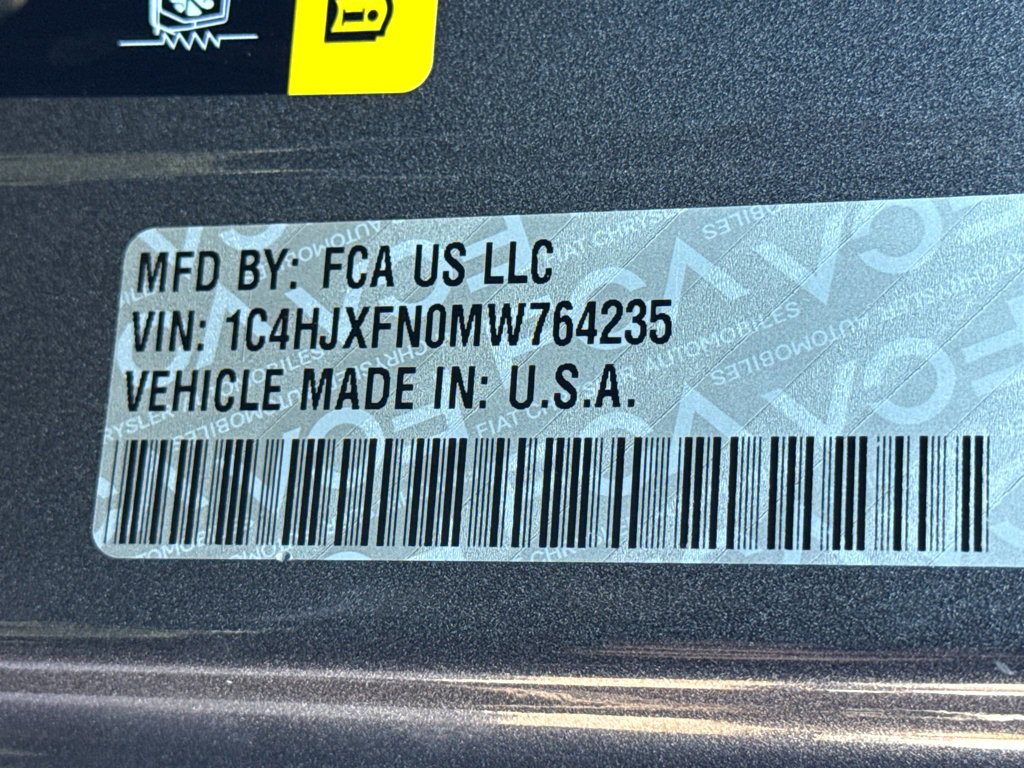 MFD BY: FCA US LLC
VIN: 1C4HJXFN0MW764235
VEHICLE MADE IN: U.S.A.